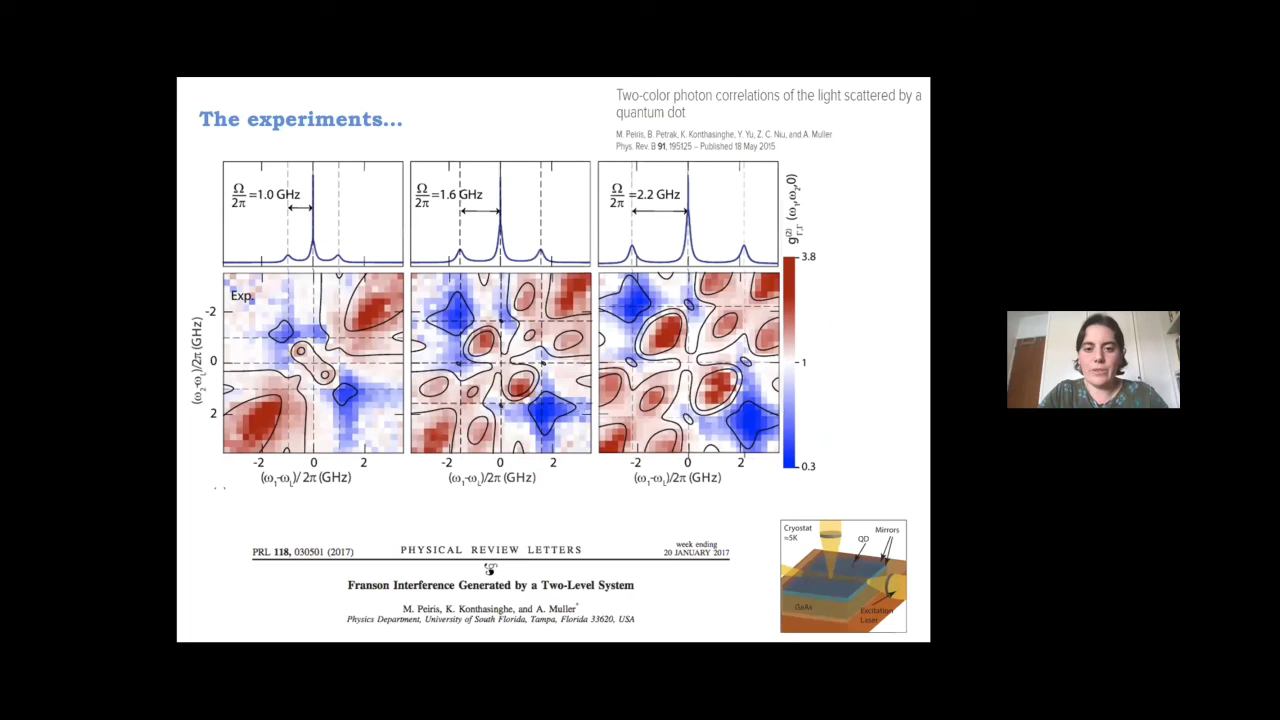 The experiments...
Two-color photon correlations of the light scattered by a
quantum dot
M. Peiris, B. Petrak, K. Konthasinghe, Y. Yu, Z. C. Niu, and A. Muller
Phys. Rev. B 91, 195125 – Published 18 May 2015
Ω/2π =1.0 GHz
Ω/2π =1.6 GHz
Ω/2π =2.2 GHz
g(2)Γ,Γ (ω1,ω2,0)
3.8
1
0.3
Exp.
(ω2-ωL)/2π (GHz)
-2
0
2
-2 0 2
(ω1-ωL)/2π (GHz)
-2 0 2
(ω1-ωL)/2π (GHz)
-2 0 2
(ω1-ωL)/2π (GHz)
PRL 118, 030501 (2017)
PHYSICAL REVIEW LETTERS
week ending
20 JANUARY 2017
Franson Interference Generated by a Two-Level System
M. Peiris, K. Konthasinghe, and A. Muller*
Physics Department, University of South Florida, Tampa, Florida 33620, USA
Cryostat
≈5K
Mirrors
QD
GaAs
Excitation
Laser